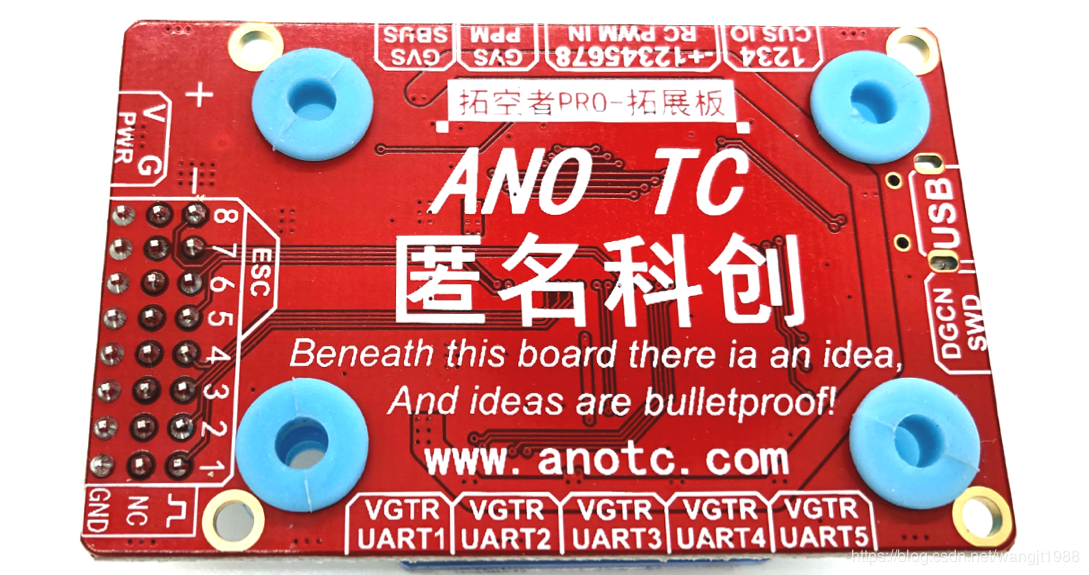 SBUS PPM RC PWM IN CUS IO
GVS GVS -+12345678 1234
拓空者PRO-拓展板
+
V G
PWR
-
ANO TC
匿名科创
Beneath this board there ia an idea,
And ideas are bulletproof!
www.anotc.com
8
7
6
5
4
3
2
1
ESC
GND NC
USB
DGCN
SWD
VGTR VGTR VGTR VGTR VGTR
UART1 UART2 UART3 UART4 UART5
https://blog.csdn.net/wangjt1988